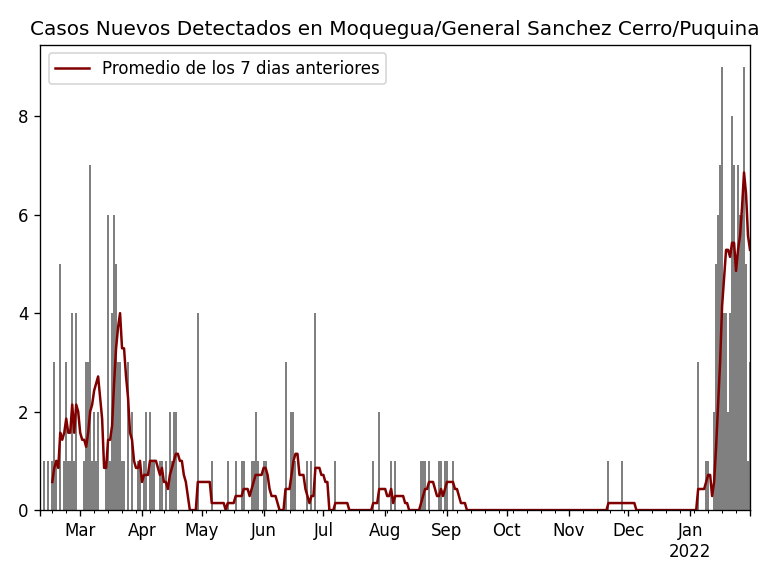 Casos Nuevos Detectados en Moquegua/General Sanchez Cerro/Puquina
Promedio de los 7 dias anteriores
8
6
4
2
0
Mar Apr May Jun Jul Aug Sep Oct Nov Dec Jan
2022